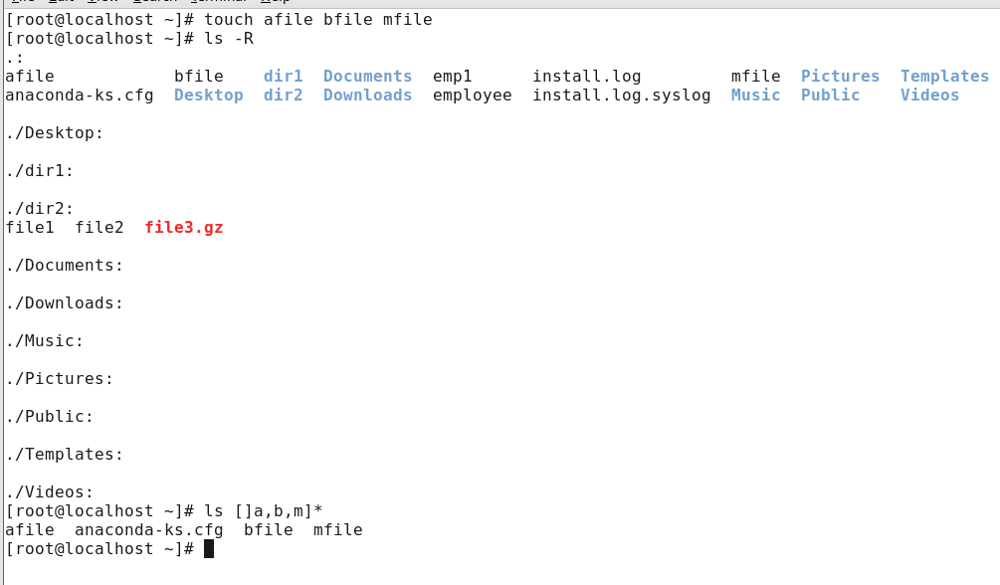 [root@localhost ~]# touch afile bfile mfile
[root@localhost ~]# ls -R
.:
afile            bfile    dir1  Documents  emp1      install.log         mfile  Pictures  Templates
anaconda-ks.cfg  Desktop  dir2  Downloads  employee  install.log.syslog  Music  Public    Videos
./Desktop:
./dir1:
./dir2:
file1  file2  file3.gz
./Documents:
./Downloads:
./Music:
./Pictures:
./Public:
./Templates:
./Videos:
[root@localhost ~]# ls []a,b,m]*
afile  anaconda-ks.cfg  bfile  mfile
[root@localhost ~]#